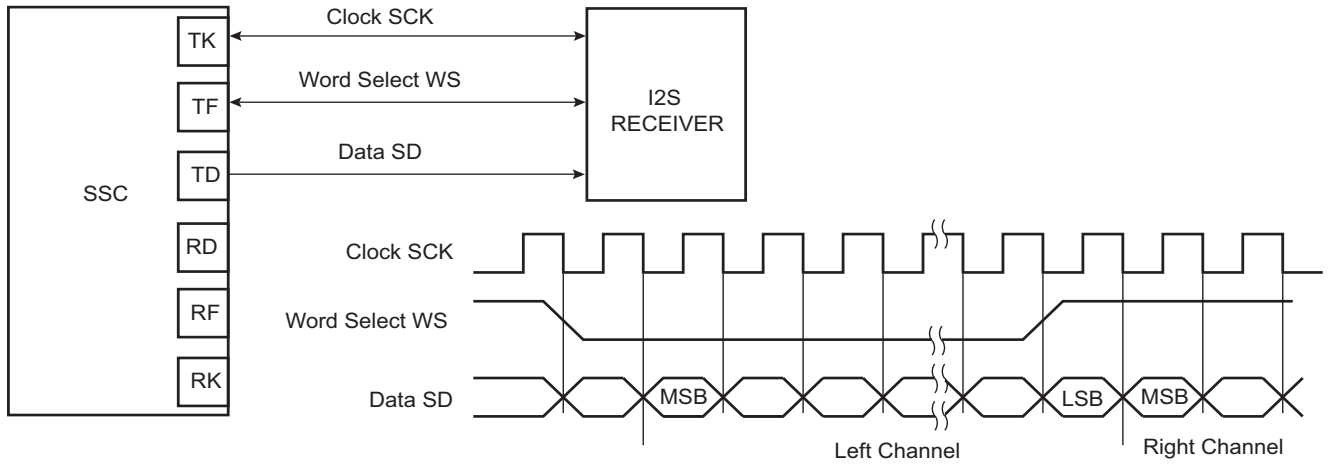 Clock SCK
TK
Word Select WS
TF
I2S
RECEIVER
Data SD
TD
SSC
RD
Clock SCK
RF
Word Select WS
RK
Data SD
MSB
LSB
MSB
Left Channel
Right Channel